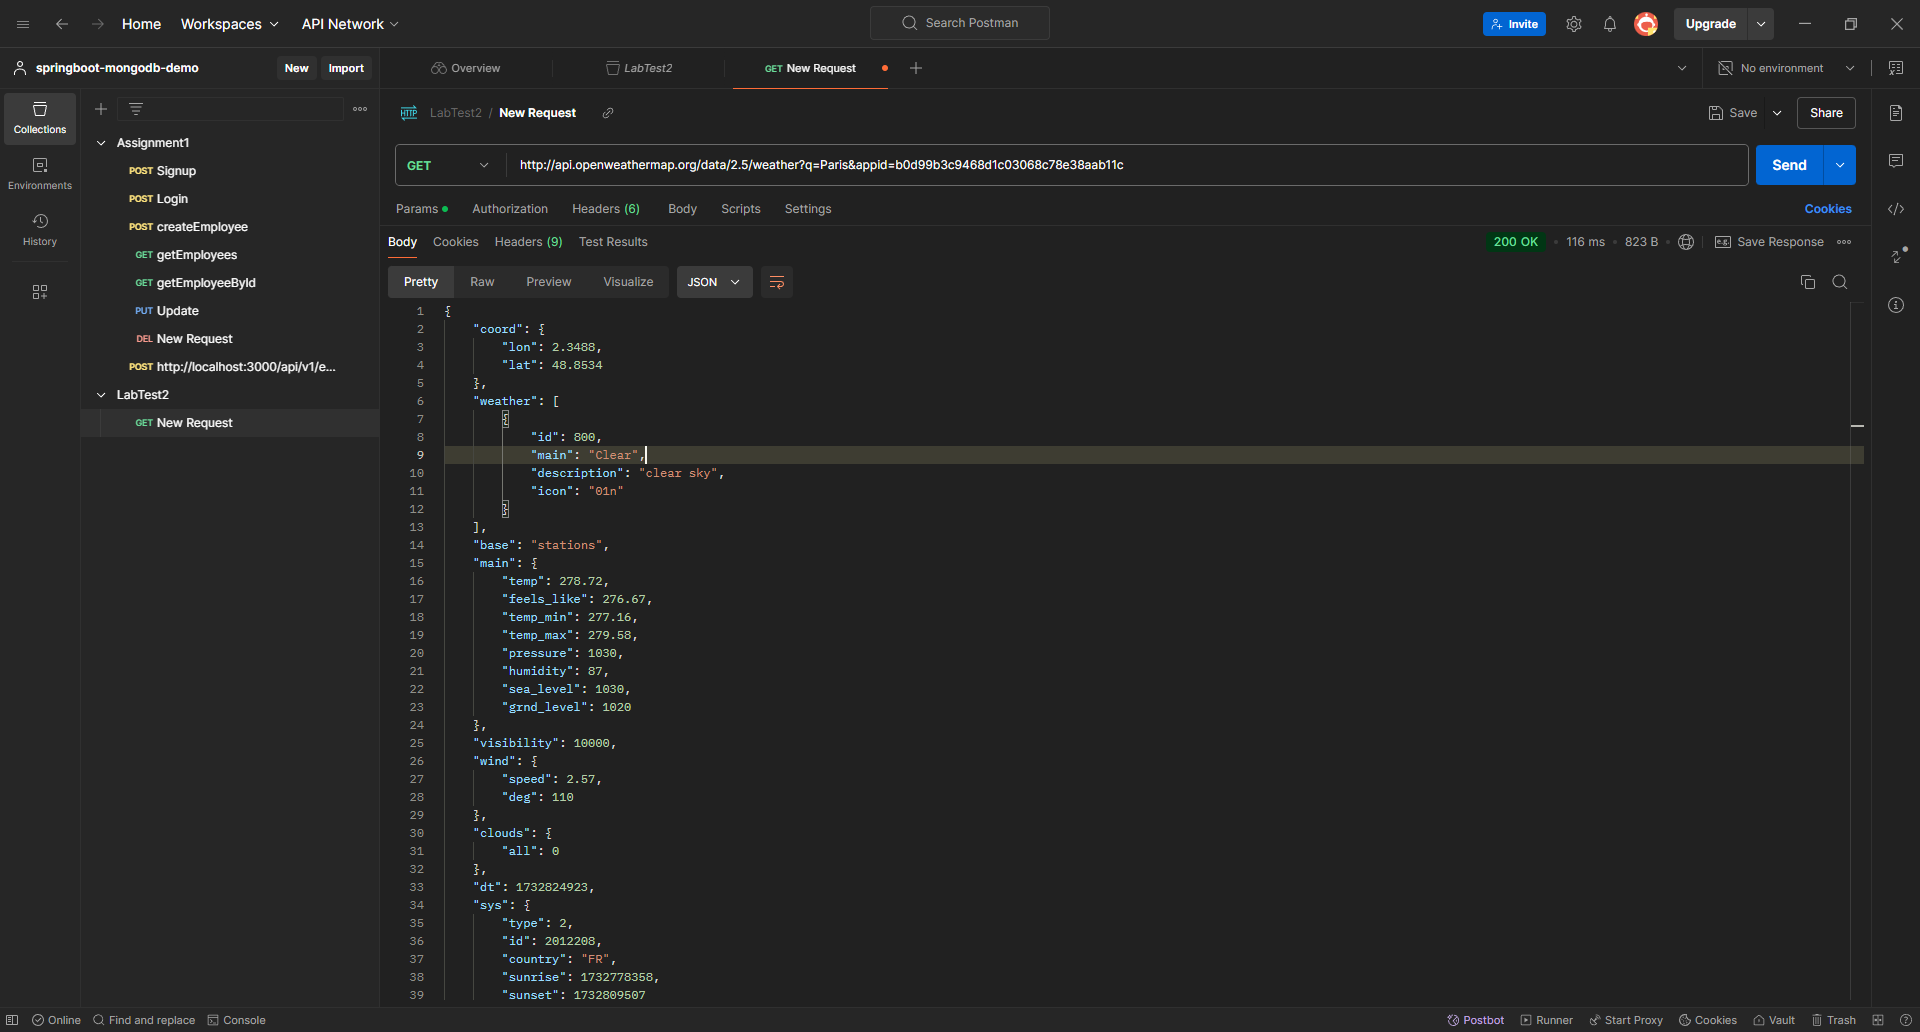 Home Workspaces API Network Search Postman Invite Upgrade
springboot-mongodb-demo New Import Overview LabTest2 GET New Request No environment
Collections
Environments
History
Assignment1
POST Signup
POST Login
POST createEmployee
GET getEmployees
GET getEmployeeById
PUT Update
DEL New Request
POST http://localhost:3000/api/v1/e...
LabTest2
GET New Request
HTTP LabTest2 / New Request Save Share
GET http://api.openweathermap.org/data/2.5/weather?q=Paris&appid=b0d99b3c9468d1c03068c78e38aab11c Send
Params Authorization Headers (6) Body Scripts Settings Cookies
Body Cookies Headers (9) Test Results 200 OK 116 ms 823 B e.g. Save Response
Pretty Raw Preview Visualize JSON
1 {
2 "coord": {
3 "lon": 2.3488,
4 "lat": 48.8534
5 },
6 "weather": [
7 {
8 "id": 800,
9 "main": "Clear",
10 "description": "clear sky",
11 "icon": "01n"
12 }
13 ],
14 "base": "stations",
15 "main": {
16 "temp": 278.72,
17 "feels_like": 276.67,
18 "temp_min": 277.16,
19 "temp_max": 279.58,
20 "pressure": 1030,
21 "humidity": 87,
22 "sea_level": 1030,
23 "grnd_level": 1020
24 },
25 "visibility": 10000,
26 "wind": {
27 "speed": 2.57,
28 "deg": 110
29 },
30 "clouds": {
31 "all": 0
32 },
33 "dt": 1732824923,
34 "sys": {
35 "type": 2,
36 "id": 2012208,
37 "country": "FR",
38 "sunrise": 1732778358,
39 "sunset": 1732809507
Online Find and replace Console Postbot Runner Start Proxy Cookies Vault Trash